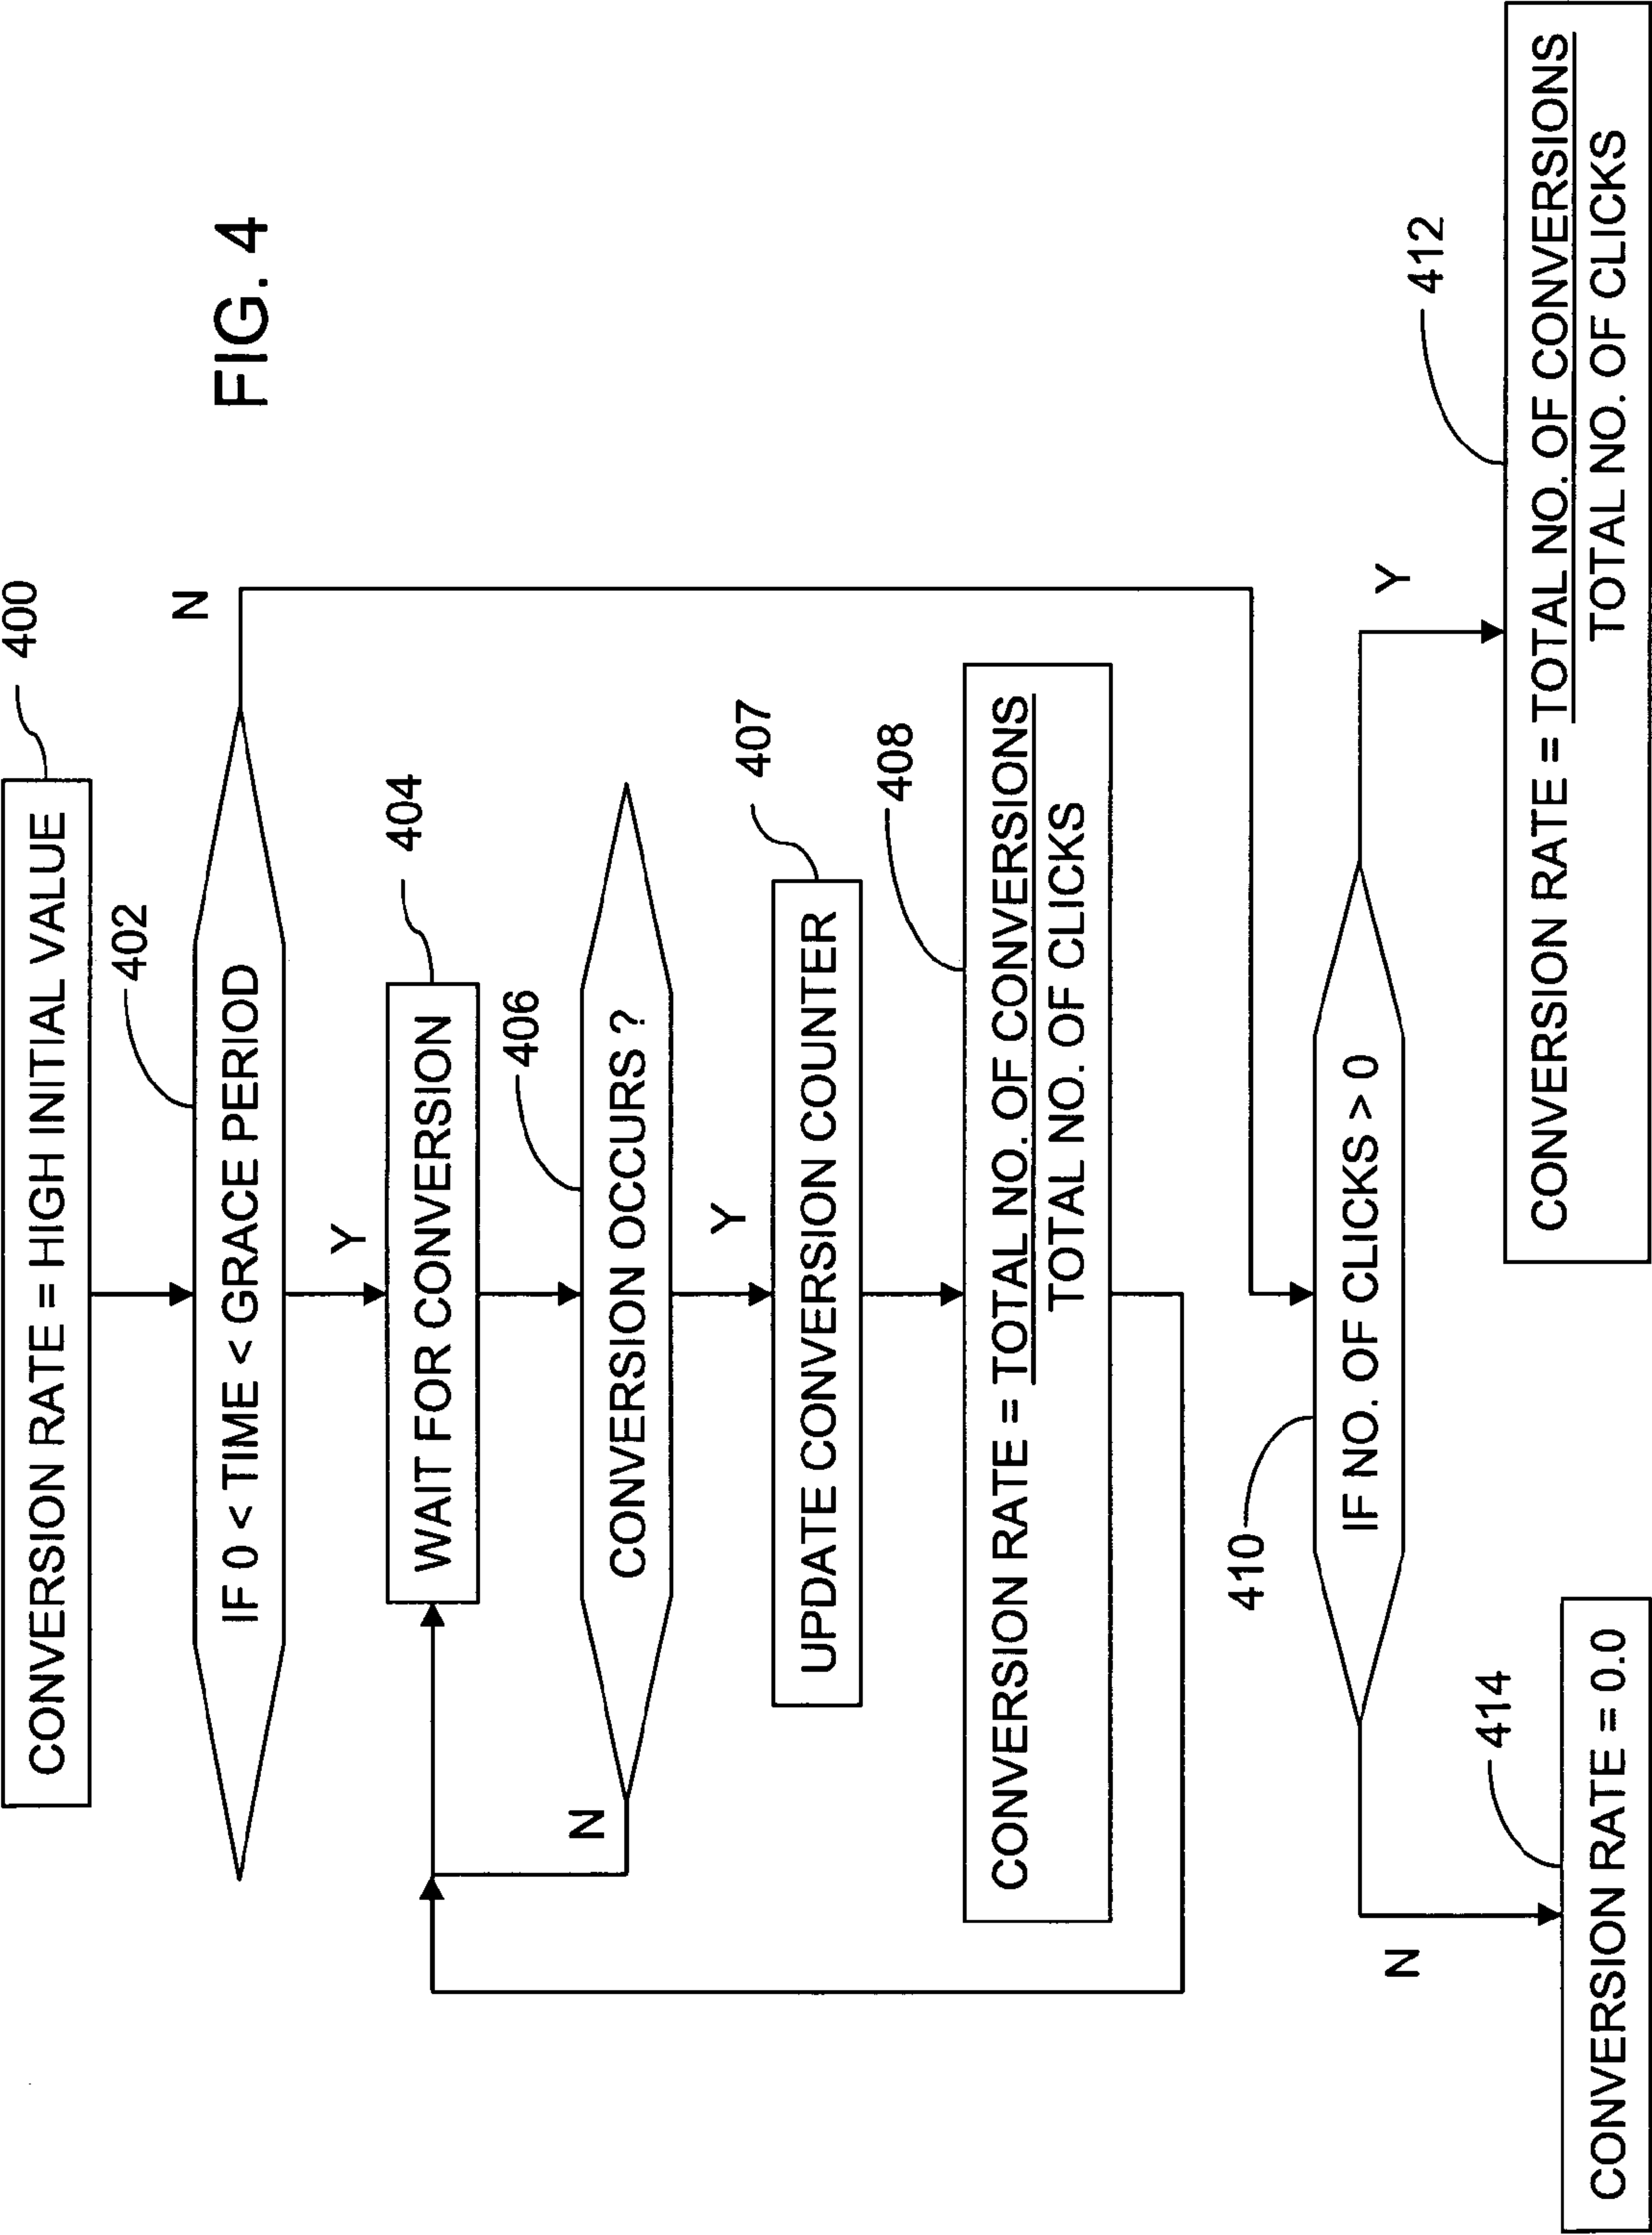 FIG. 4
400
CONVERSION RATE = HIGH INITIAL VALUE
402
IF 0 < TIME < GRACE PERIOD
N
Y
404
WAIT FOR CONVERSION
406
CONVERSION OCCURS ?
N
Y
407
UPDATE CONVERSION COUNTER
408
CONVERSION RATE = TOTAL NO. OF CONVERSIONS
TOTAL NO. OF CLICKS
410
IF NO. OF CLICKS > 0
N
Y
414
CONVERSION RATE = 0.0
412
CONVERSION RATE = TOTAL NO. OF CONVERSIONS
TOTAL NO. OF CLICKS